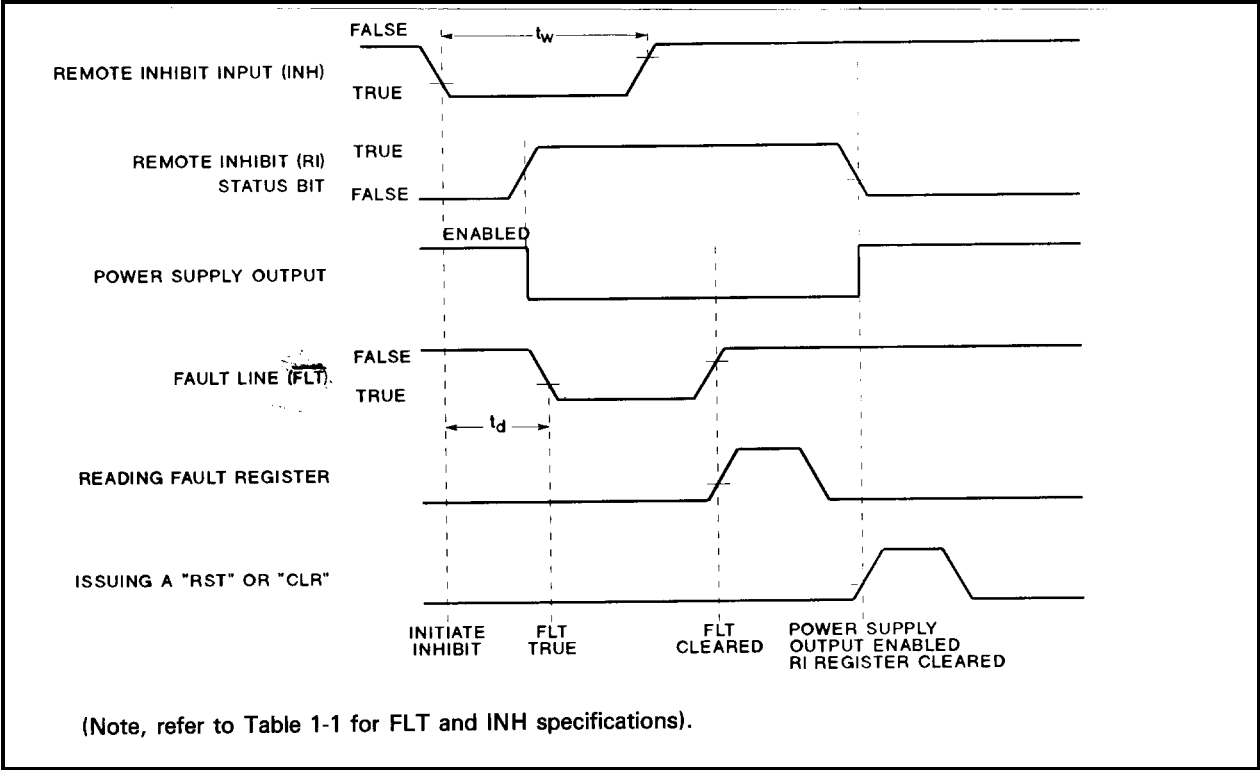 FALSE
tw
REMOTE INHIBIT INPUT (INH)
TRUE
REMOTE INHIBIT (RI)
STATUS BIT
TRUE
FALSE
ENABLED
POWER SUPPLY OUTPUT
FALSE
FAULT LINE (FLT).
TRUE
td
READING FAULT REGISTER
ISSUING A "RST" OR "CLR"
INITIATE
INHIBIT
FLT
TRUE
FLT
CLEARED
POWER SUPPLY
OUTPUT ENABLED
RI REGISTER CLEARED
(Note, refer to Table 1-1 for FLT and INH specifications).